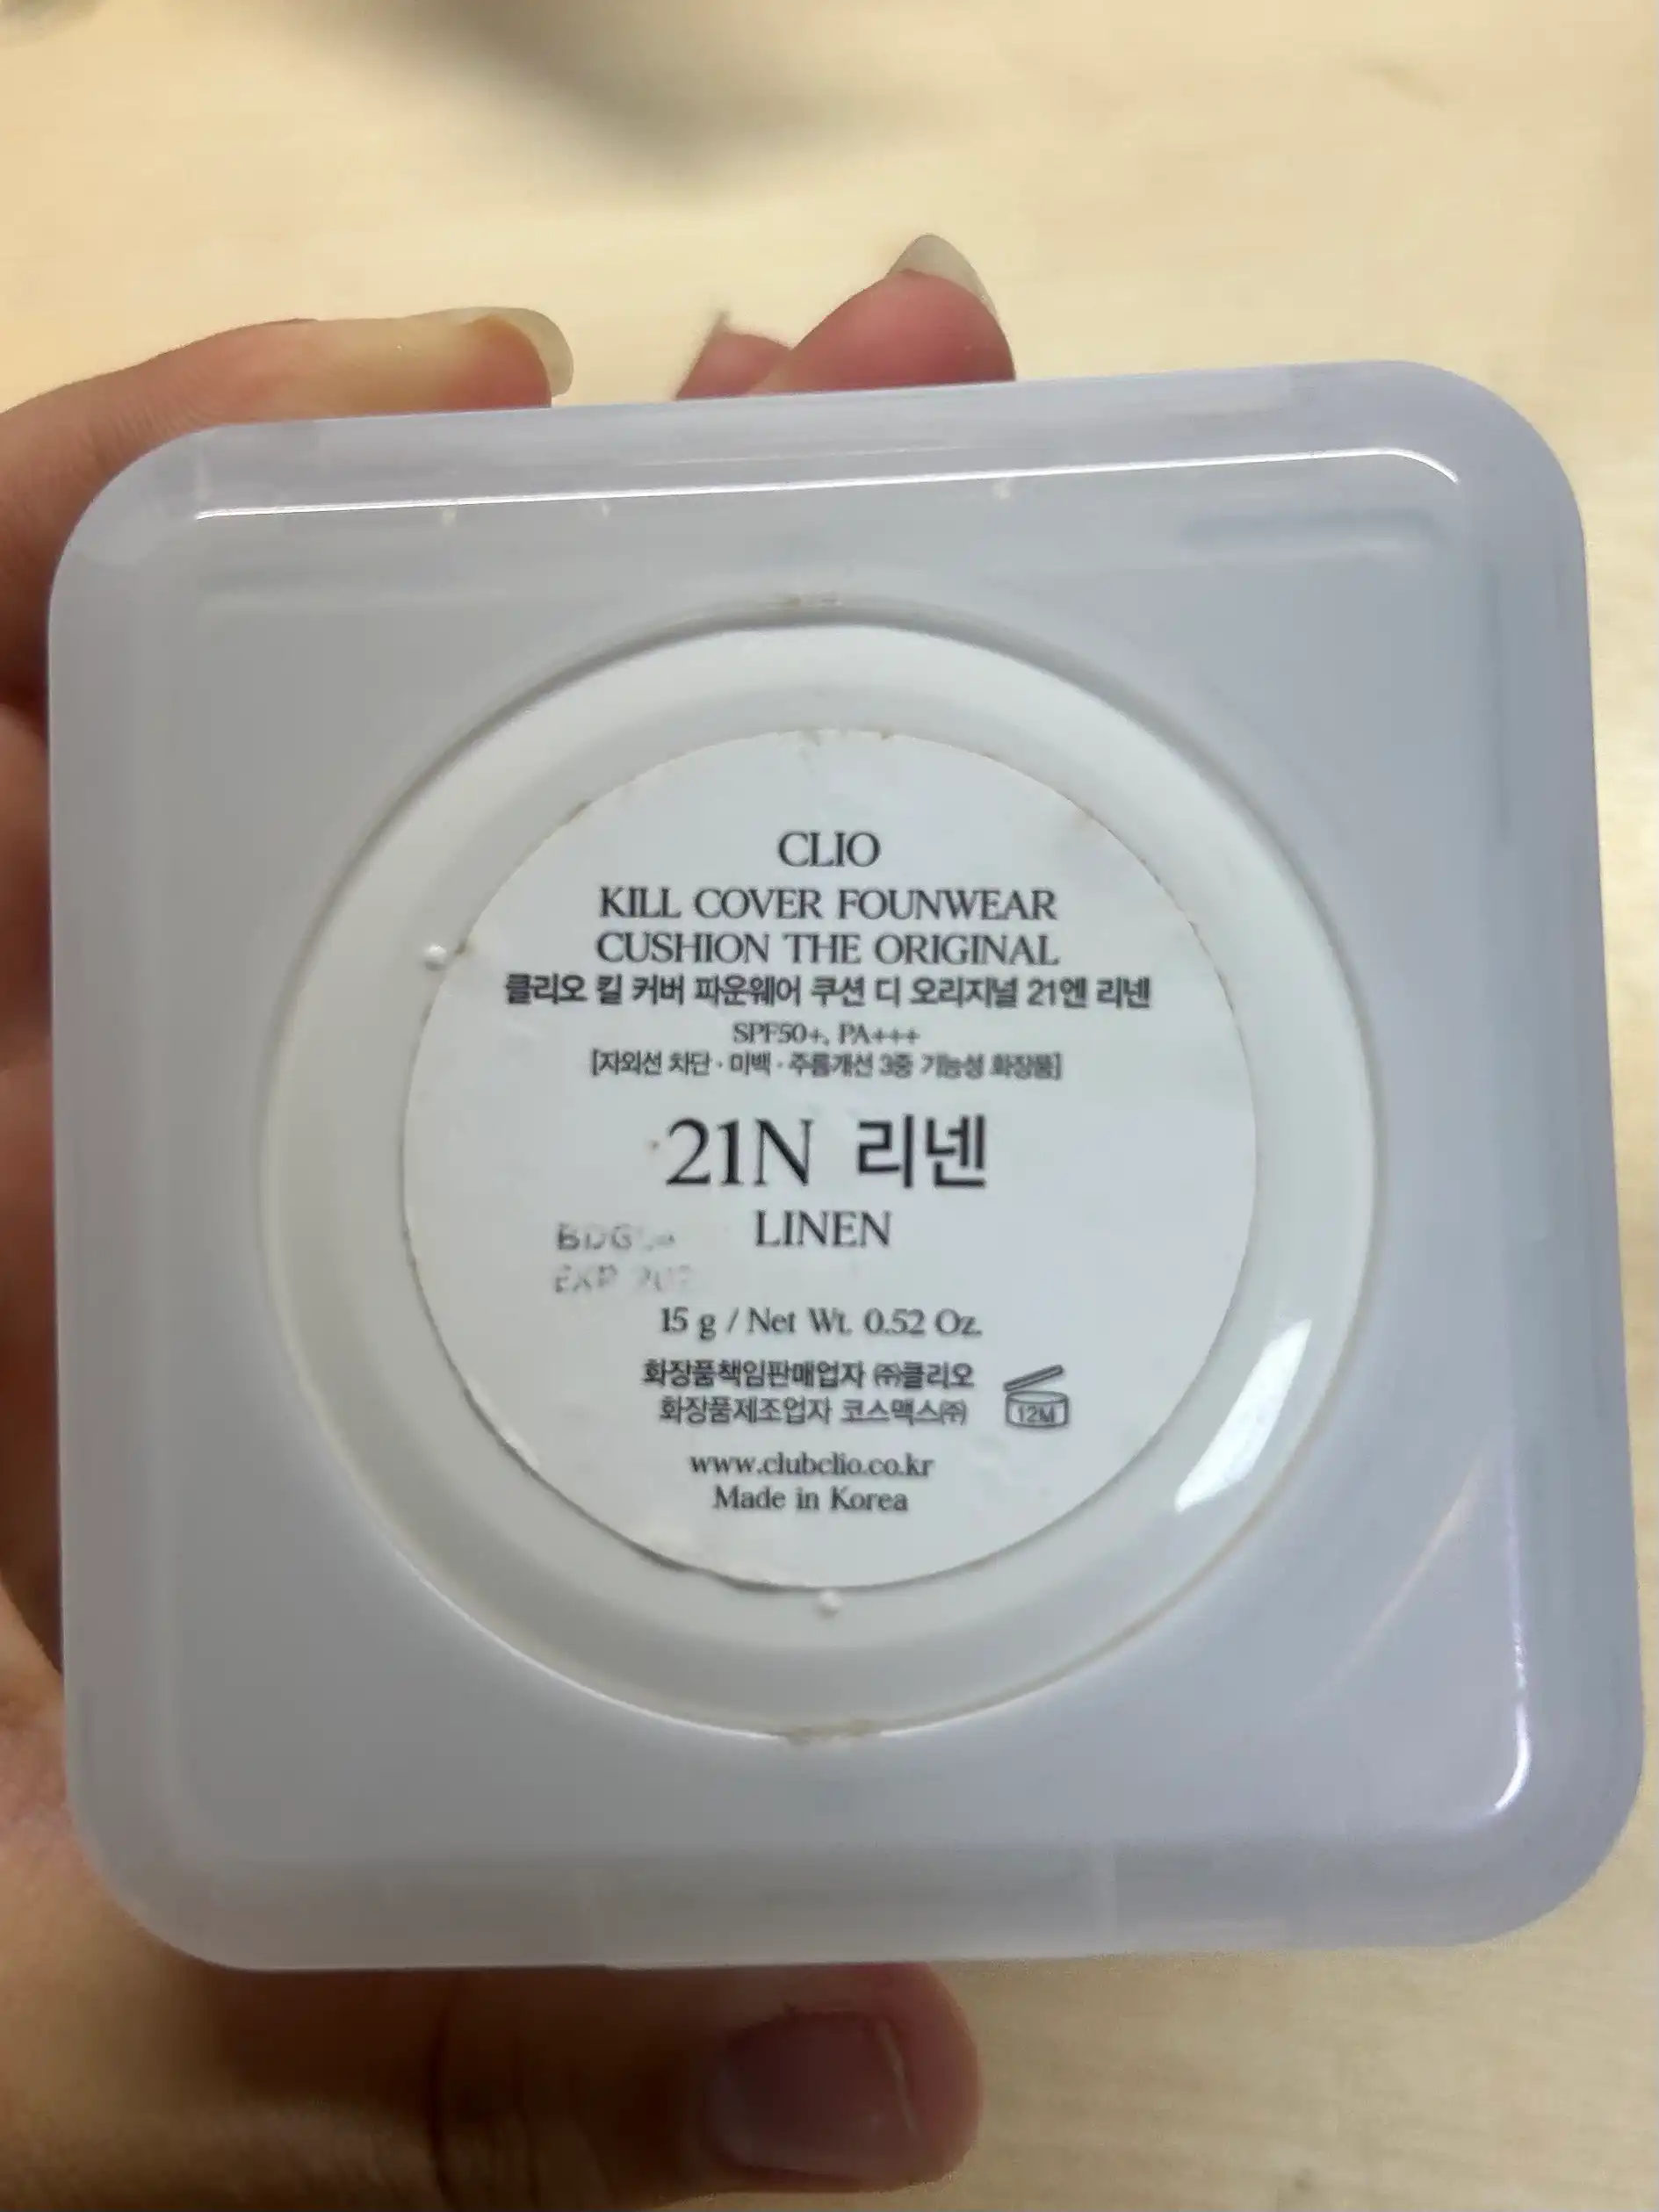 CLIO
KILL COVER FOUNWEAR
CUSHION THE ORIGINAL
클리오 킬 커버 파운웨어 쿠션 디 오리지널 21엔 리넨
SPF50+, PA+++
[자외선 차단 · 미백 · 주름개선 3중 기능성 화장품]
21N 리넨
LINEN
EXP
15 g / Net Wt. 0.52 Oz.
화장품책임판매업자 ㈜클리오
화장품제조업자 코스맥스㈜
12M
www.clubclio.co.kr
Made in Korea